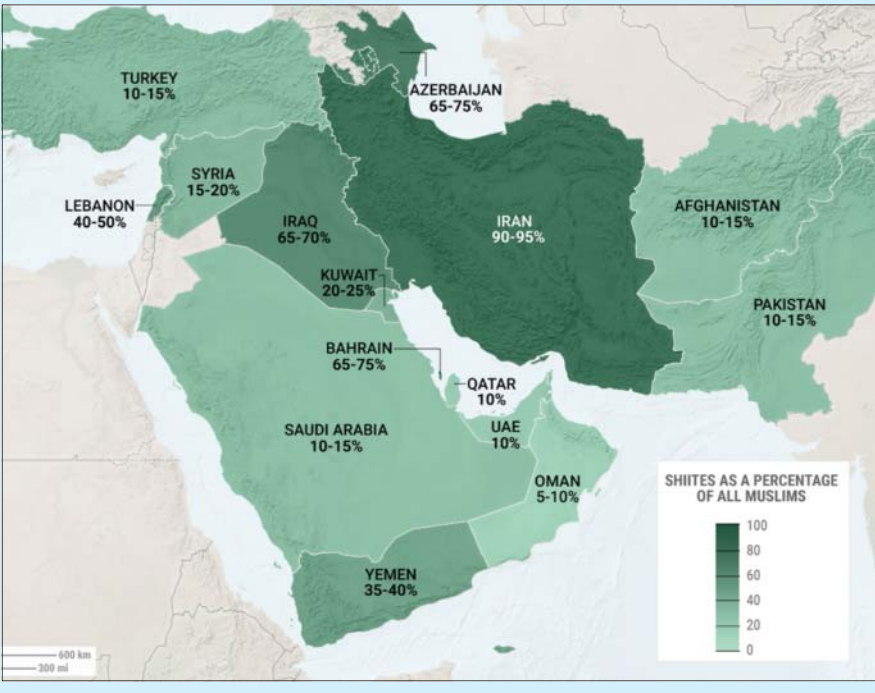 TURKEY
10-15%
AZERBAIJAN
65-75%
SYRIA
15-20%
LEBANON
40-50%
IRAQ
65-70%
IRAN
90-95%
AFGHANISTAN
10-15%
KUWAIT
20-25%
PAKISTAN
10-15%
BAHRAIN
65-75%
QATAR
10%
SAUDI ARABIA
10-15%
UAE
10%
OMAN
5-10%
YEMEN
35-40%
SHIITES AS A PERCENTAGE
OF ALL MUSLIMS
100
80
60
40
20
0
600 km
300 mi